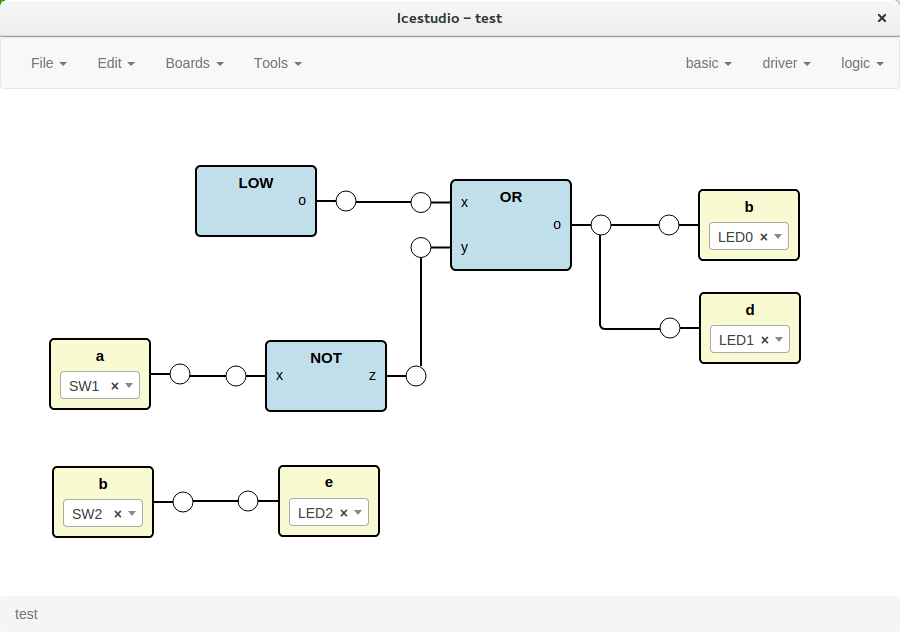 Icestudio – test
File Edit Boards Tools basic driver logic
LOW
o
OR
x
o
y
b
LED0
d
LED1
a
SW1
NOT
x z
b
SW2
e
LED2
test